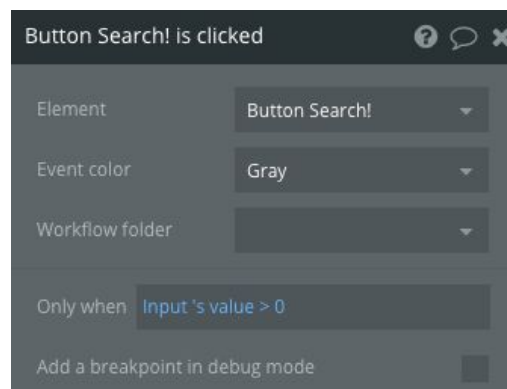 Button Search! is clicked
Element Button Search!
Event color Gray
Workflow folder
Only when Input 's value > 0
Add a breakpoint in debug mode